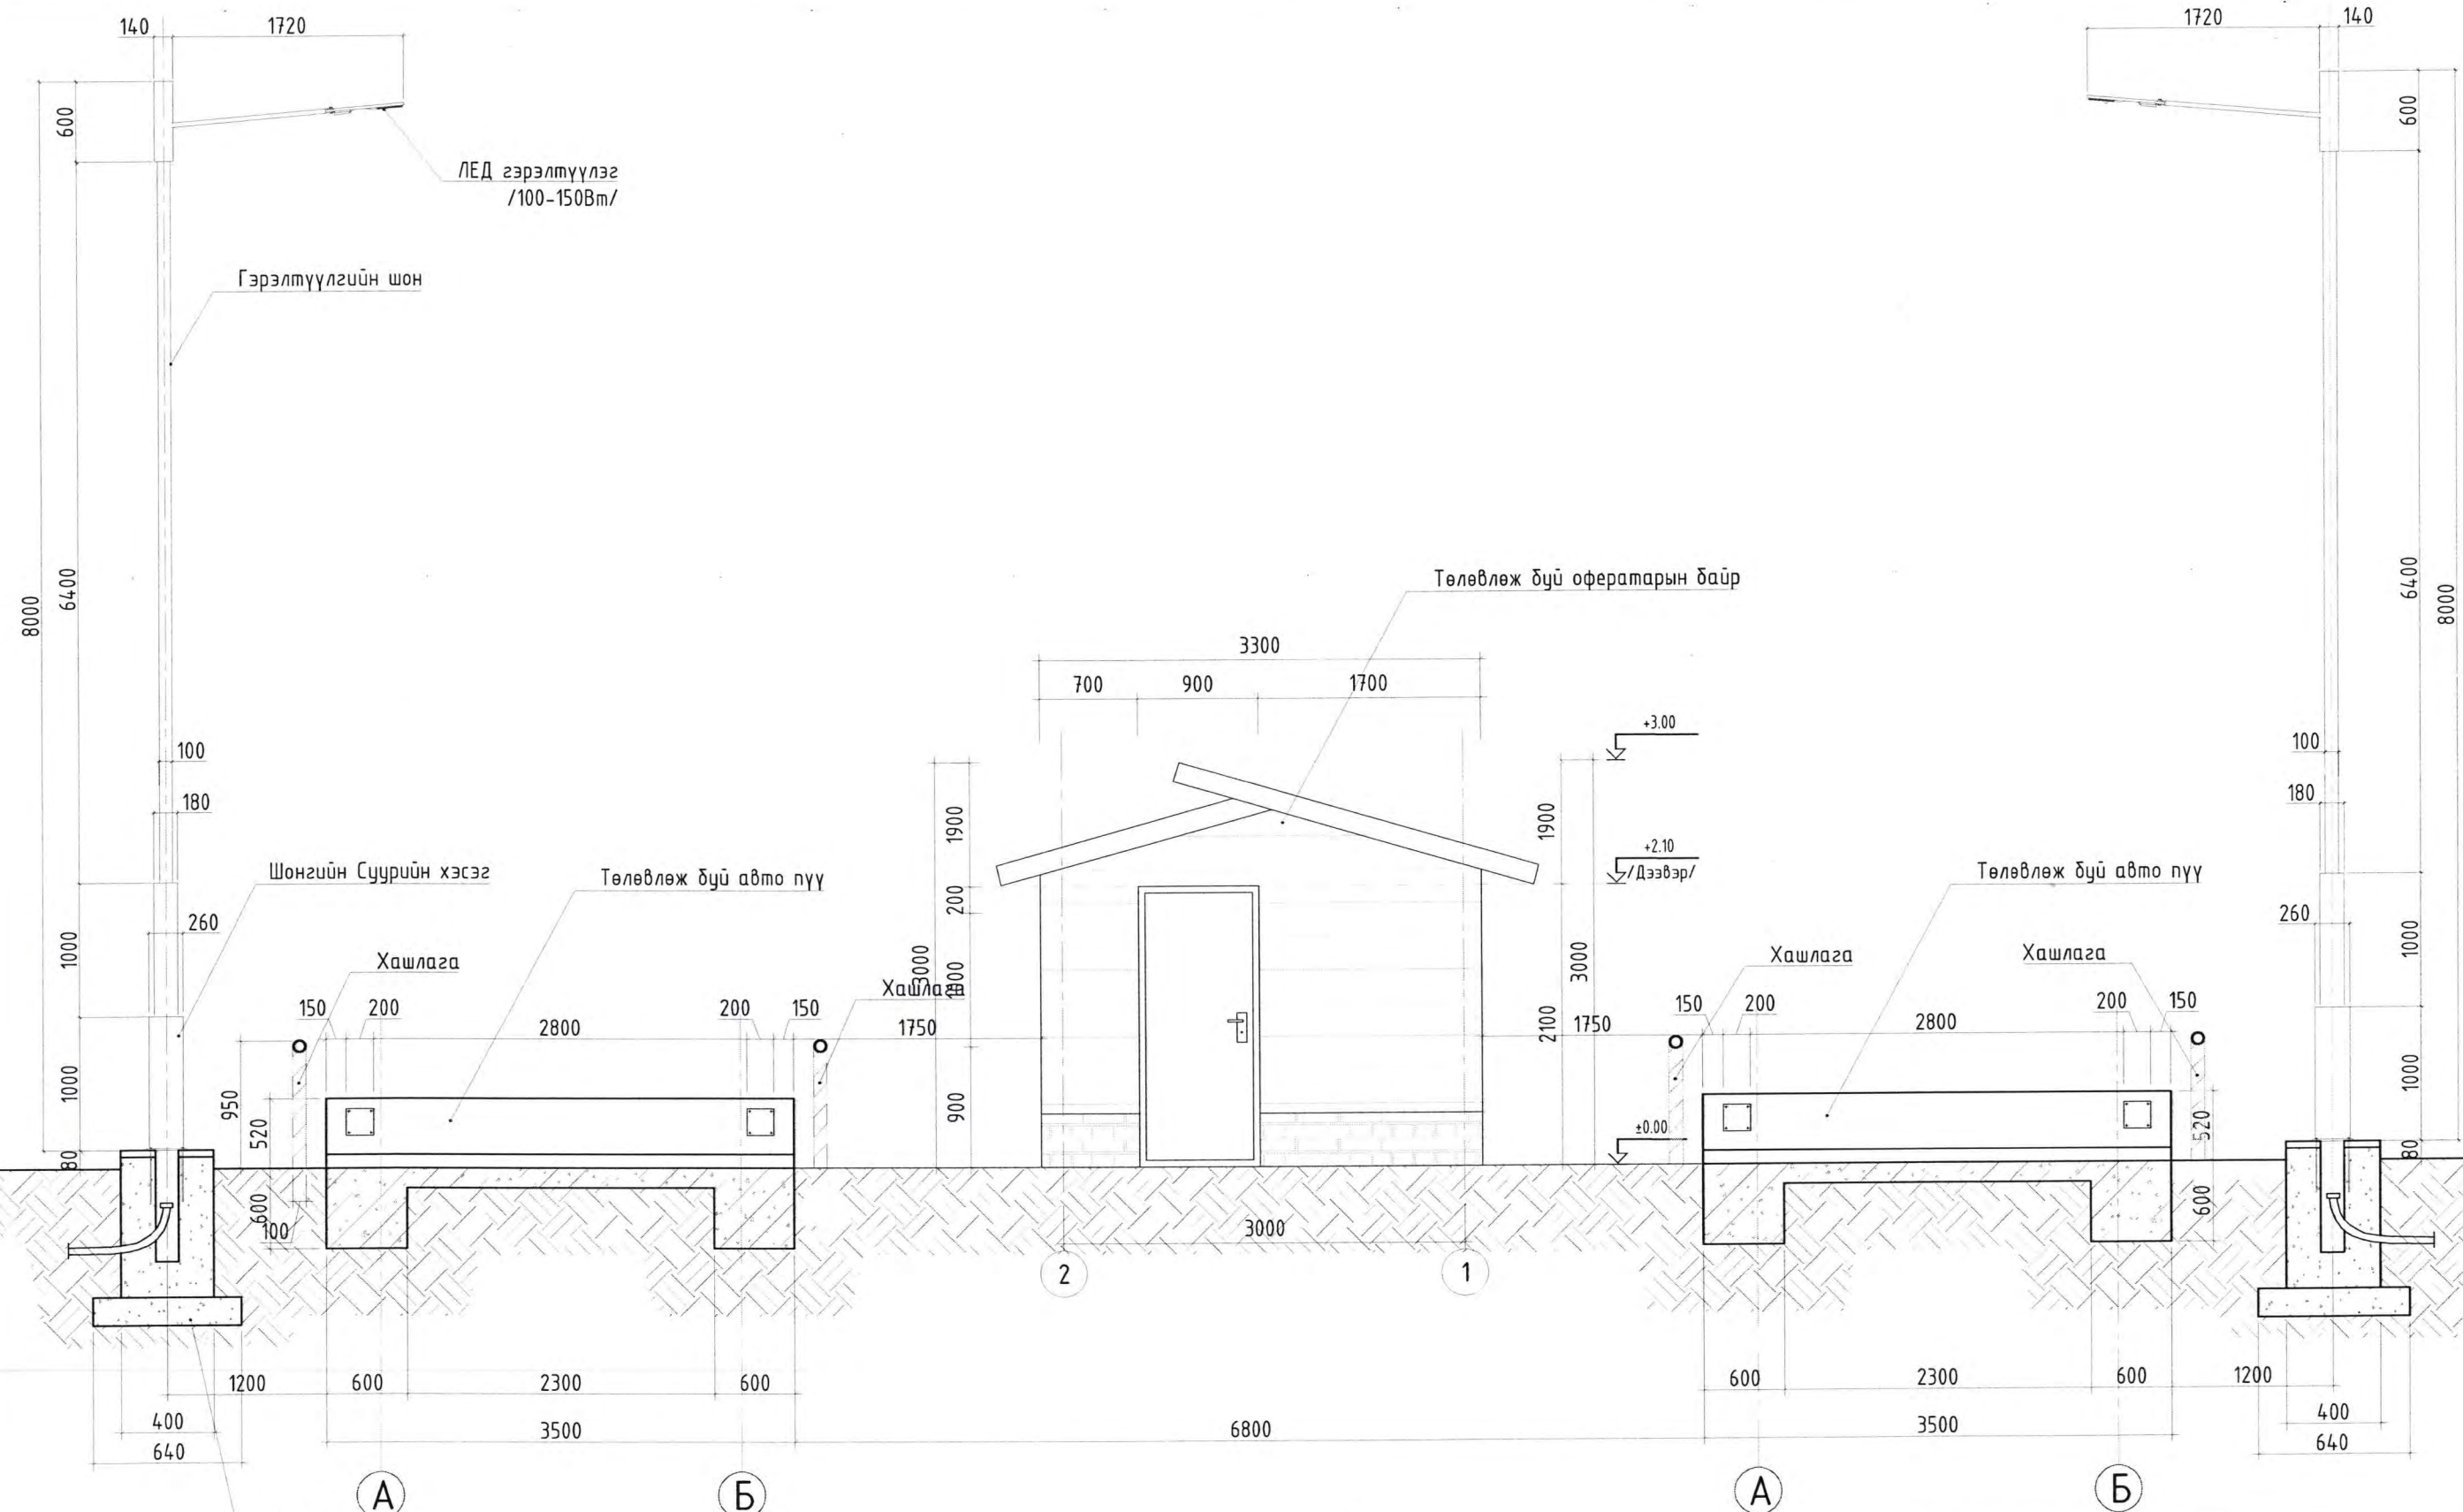 140 1720
1720 140
600
600
ЛЕД гэрэлтүүлэг
/100-150Вт/
Гэрэлтүүлгийн шон
8000
6400
6400
8000
Төлөвлөж буй офератарын байр
3300
700 900 1700
+3.00
100
100
180
180
1900
1900
+2.10
/Дээвэр/
Шонгийн Суурийн хэсэг
Төлөвлөж буй авто пүү
Төлөвлөж буй авто пүү
200
260
260
1000
1000
Хашлага
Хашлага
Хашлага
Хашлага
3000
1000
3000
150 200 2800 200 150 1750
2100 1750 150 200 2800 200 150
1000
950
520
900
±0.00
520
1000
80
80
600
100
600
3000
2 1
1200 600 2300 600
600 2300 600 1200
400
3500
6800
3500
400
640
640
А Б А Б